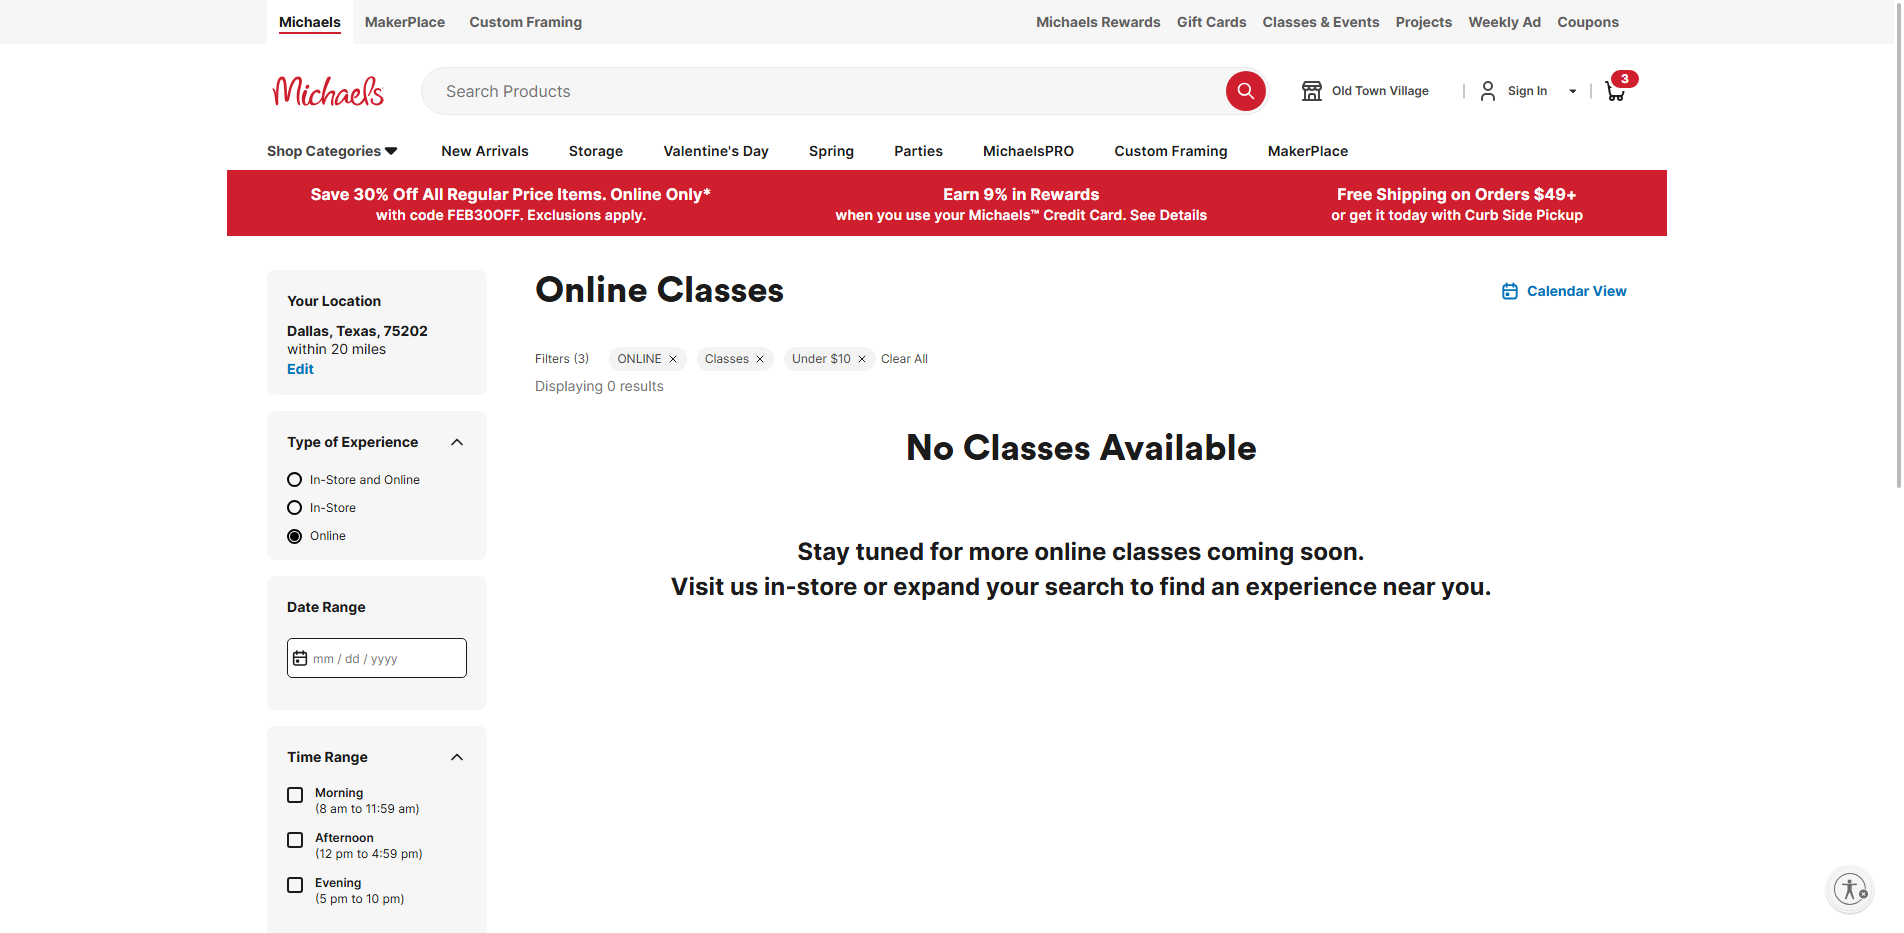 Michaels
MakerPlace
Custom Framing
Michaels Rewards
Gift Cards
Classes & Events
Projects
Weekly Ad
Coupons
Michaels
Search Products
Old Town Village
Sign In
3
Shop Categories
New Arrivals
Storage
Valentine's Day
Spring
Parties
MichaelsPRO
Custom Framing
MakerPlace
Save 30% Off All Regular Price Items. Online Only*
with code FEB30OFF. Exclusions apply.
Earn 9% in Rewards
when you use your Michaels™ Credit Card. See Details
Free Shipping on Orders $49+
or get it today with Curb Side Pickup
Your Location
Dallas, Texas, 75202
within 20 miles
Edit
Type of Experience
In-Store and Online
In-Store
Online
Date Range
mm / dd / yyyy
Time Range
Morning
(8 am to 11:59 am)
Afternoon
(12 pm to 4:59 pm)
Evening
(5 pm to 10 pm)
Online Classes
Calendar View
Filters (3)
ONLINE
Classes
Under $10
Clear All
Displaying 0 results
No Classes Available
Stay tuned for more online classes coming soon.
Visit us in-store or expand your search to find an experience near you.